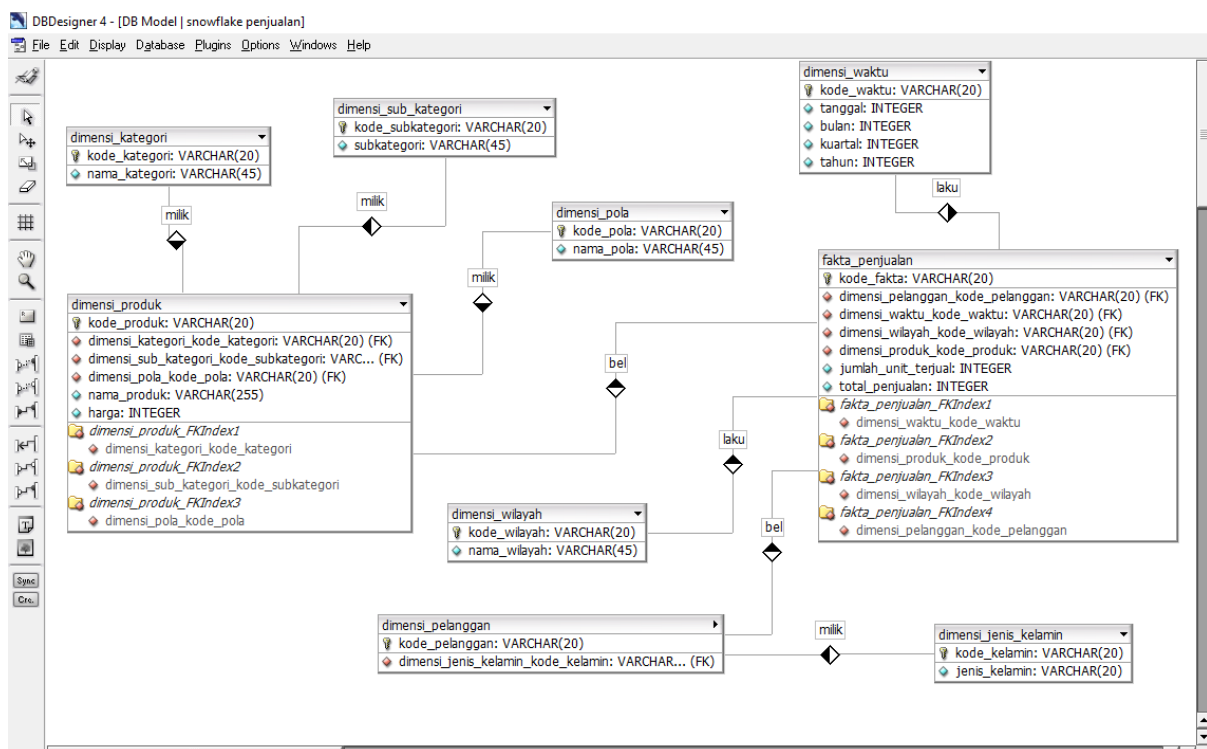 DBDesigner 4 - [DB Model | snowflake penjualan]
File Edit Display Database Plugins Options Windows Help
dimensi_kategori
kode_kategori: VARCHAR(20)
nama_kategori: VARCHAR(45)
dimensi_sub_kategori
kode_subkategori: VARCHAR(20)
subkategori: VARCHAR(45)
dimensi_waktu
kode_waktu: VARCHAR(20)
tanggal: INTEGER
bulan: INTEGER
kuartal: INTEGER
tahun: INTEGER
milik
milik
laku
dimensi_pola
kode_pola: VARCHAR(20)
nama_pola: VARCHAR(45)
milik
dimensi_produk
kode_produk: VARCHAR(20)
dimensi_kategori_kode_kategori: VARCHAR(20) (FK)
dimensi_sub_kategori_kode_subkategori: VARC... (FK)
dimensi_pola_kode_pola: VARCHAR(20) (FK)
nama_produk: VARCHAR(255)
harga: INTEGER
dimensi_produk_FKIndex1
dimensi_kategori_kode_kategori
dimensi_produk_FKIndex2
dimensi_sub_kategori_kode_subkategori
dimensi_produk_FKIndex3
dimensi_pola_kode_pola
bel
fakta_penjualan
kode_fakta: VARCHAR(20)
dimensi_pelanggan_kode_pelanggan: VARCHAR(20) (FK)
dimensi_waktu_kode_waktu: VARCHAR(20) (FK)
dimensi_wilayah_kode_wilayah: VARCHAR(20) (FK)
dimensi_produk_kode_produk: VARCHAR(20) (FK)
jumlah_unit_terjual: INTEGER
total_penjualan: INTEGER
fakta_penjualan_FKIndex1
dimensi_waktu_kode_waktu
fakta_penjualan_FKIndex2
dimensi_produk_kode_produk
fakta_penjualan_FKIndex3
dimensi_wilayah_kode_wilayah
fakta_penjualan_FKIndex4
dimensi_pelanggan_kode_pelanggan
laku
bel
dimensi_wilayah
kode_wilayah: VARCHAR(20)
nama_wilayah: VARCHAR(45)
Sync
Cre.
dimensi_pelanggan
kode_pelanggan: VARCHAR(20)
dimensi_jenis_kelamin_kode_kelamin: VARCHAR... (FK)
milik
dimensi_jenis_kelamin
kode_kelamin: VARCHAR(20)
jenis_kelamin: VARCHAR(20)